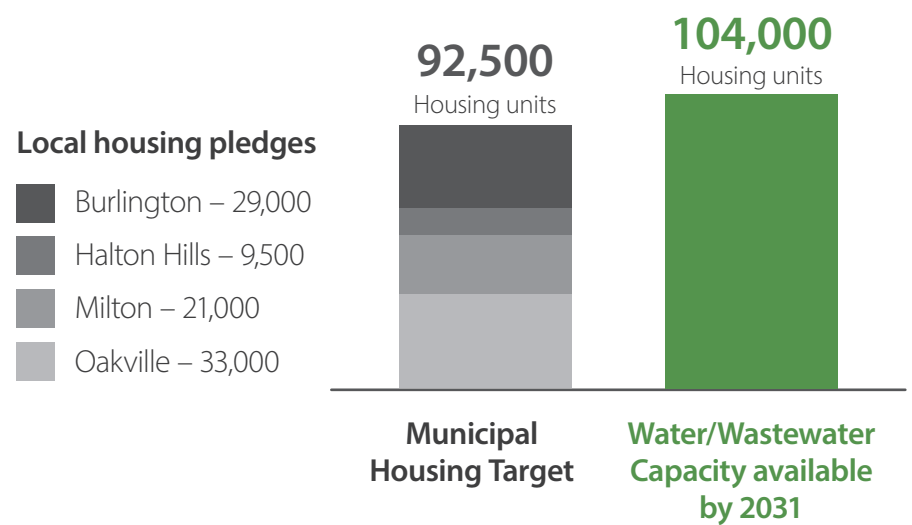 92,500
Housing units
104,000
Housing units
Local housing pledges
Burlington – 29,000
Halton Hills – 9,500
Milton – 21,000
Oakville – 33,000
Municipal
Housing Target
Water/Wastewater
Capacity available
by 2031